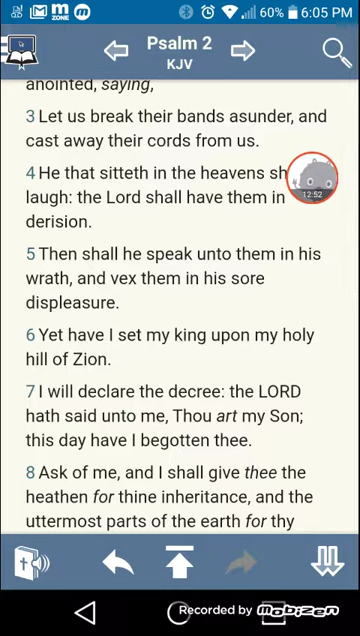 M ZONE m 60% 6:05 PM
Psalm 2
KJV
anointed, saying,
3 Let us break their bands asunder, and
cast away their cords from us.
4 He that sitteth in the heavens sh
laugh: the Lord shall have them in
12:52
derision.
5 Then shall he speak unto them in his
wrath, and vex them in his sore
displeasure.
6 Yet have I set my king upon my holy
hill of Zion.
7 I will declare the decree: the LORD
hath said unto me, Thou art my Son;
this day have I begotten thee.
8 Ask of me, and I shall give thee the
heathen for thine inheritance, and the
uttermost parts of the earth for thy
Recorded by mobizen